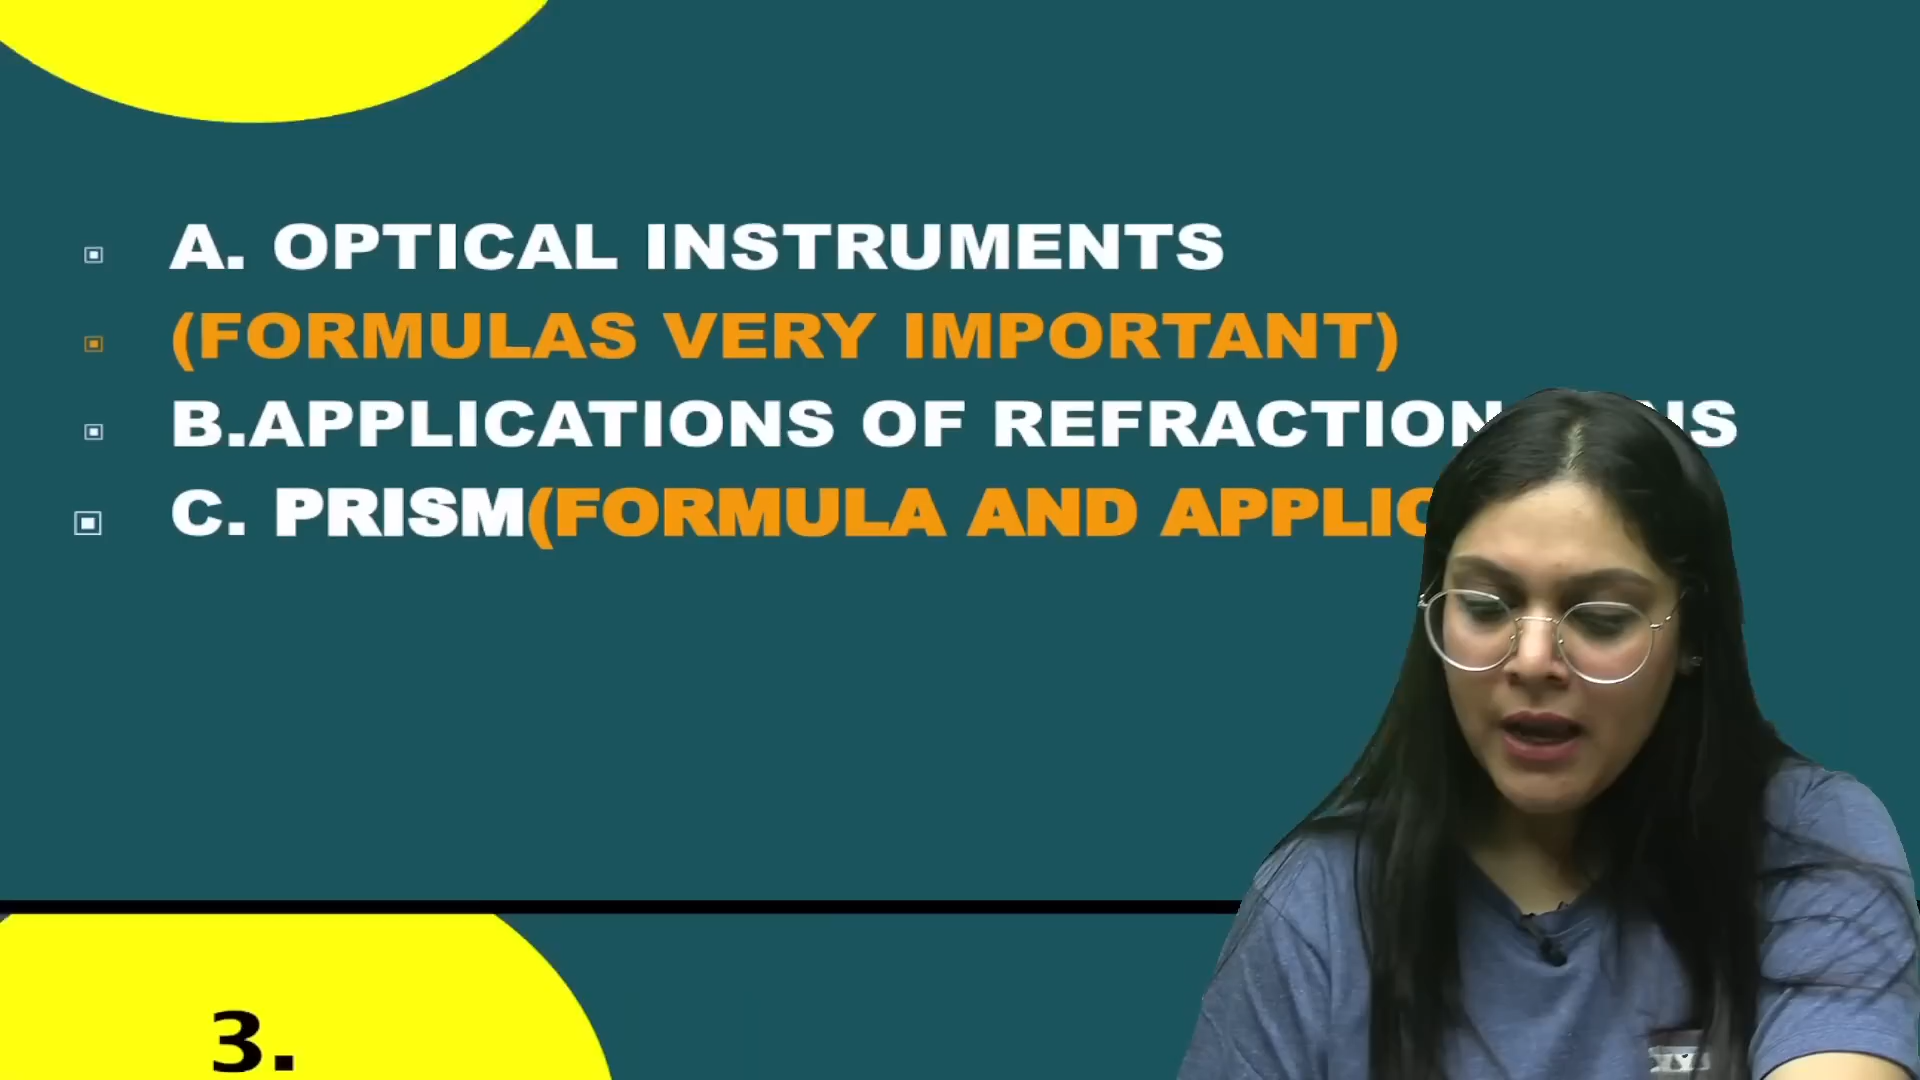 A. OPTICAL INSTRUMENTS
(FORMULAS VERY IMPORTANT)
B.APPLICATIONS OF REFRACTION
C. PRISM(FORMULA AND
3.